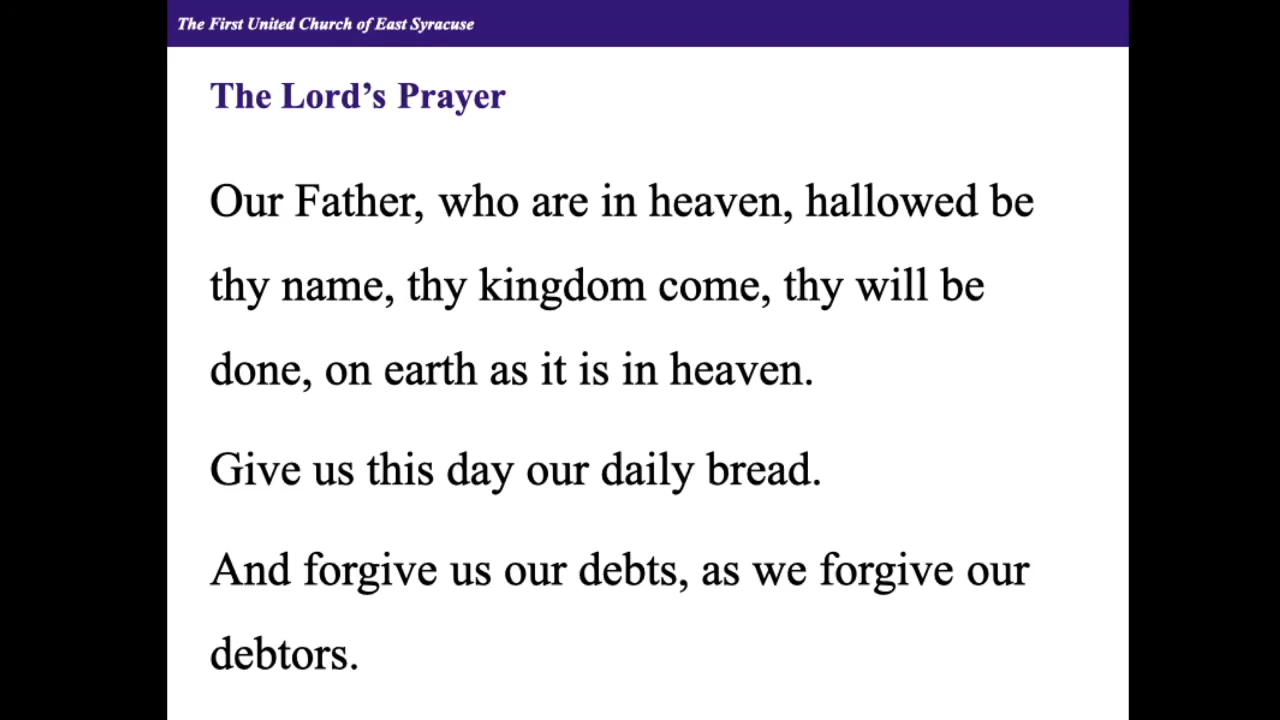 The First United Church of East Syracuse
The Lord’s Prayer
Our Father, who are in heaven, hallowed be
thy name, thy kingdom come, thy will be
done, on earth as it is in heaven.
Give us this day our daily bread.
And forgive us our debts, as we forgive our
debtors.